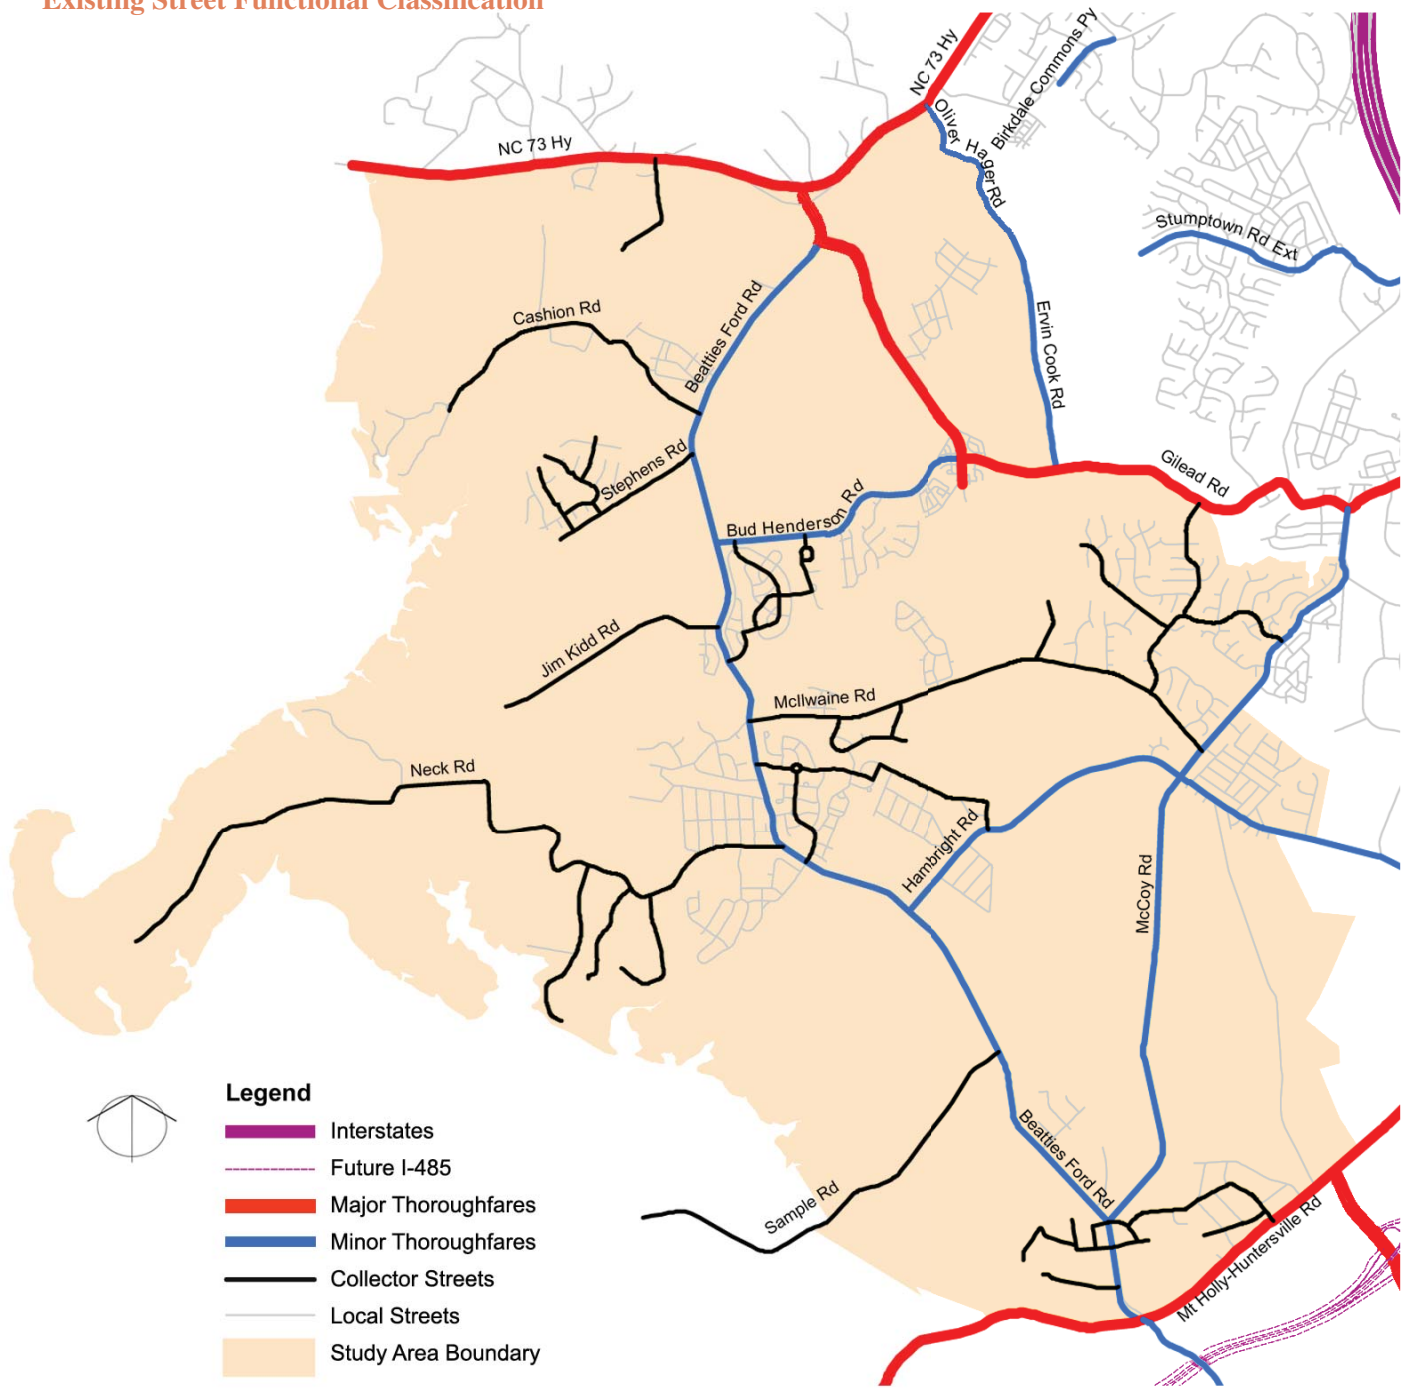 Existing Street Functional Classification
NC 73 Hy
Birkdale Commons Py
Oliver Hager Rd
NC 73 Hy
Stumptown Rd Ext
Cashion Rd
Beatties Ford Rd
Ervin Cook Rd
Stephens Rd
Gilead Rd
Bud Henderson Rd
Jim Kidd Rd
McIlwaine Rd
Neck Rd
Hambright Rd
McCoy Rd
Beatties Ford Rd
Sample Rd
Mt Holly-Huntersville Rd
Legend
Interstates
Future I-485
Major Thoroughfares
Minor Thoroughfares
Collector Streets
Local Streets
Study Area Boundary